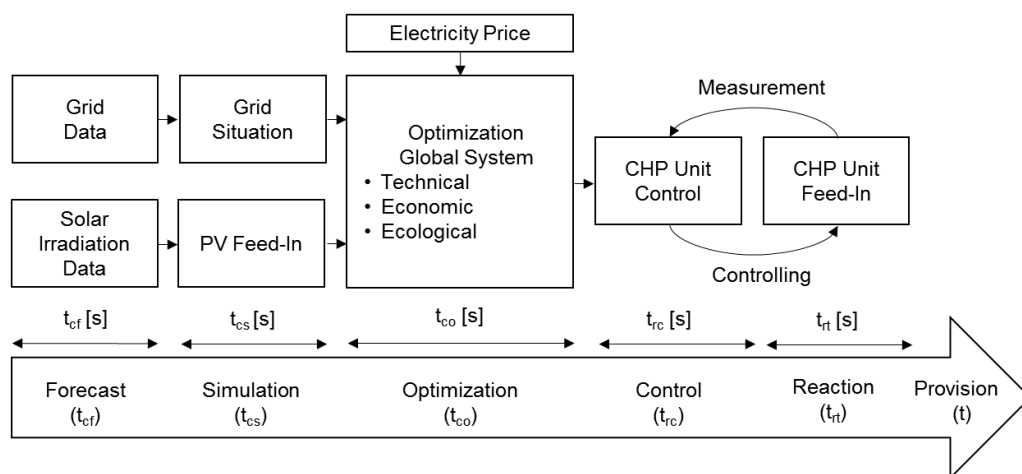 Electricity Price
Grid
Data
Grid
Situation
Optimization
Global System
• Technical
• Economic
• Ecological
Measurement
CHP Unit
Control
CHP Unit
Feed-In
Controlling
Solar
Irradiation
Data
PV Feed-In
t_cf [s]
t_cs [s]
t_co [s]
t_rc [s]
t_rt [s]
Forecast
(t_cf)
Simulation
(t_cs)
Optimization
(t_co)
Control
(t_rc)
Reaction
(t_rt)
Provision
(t)